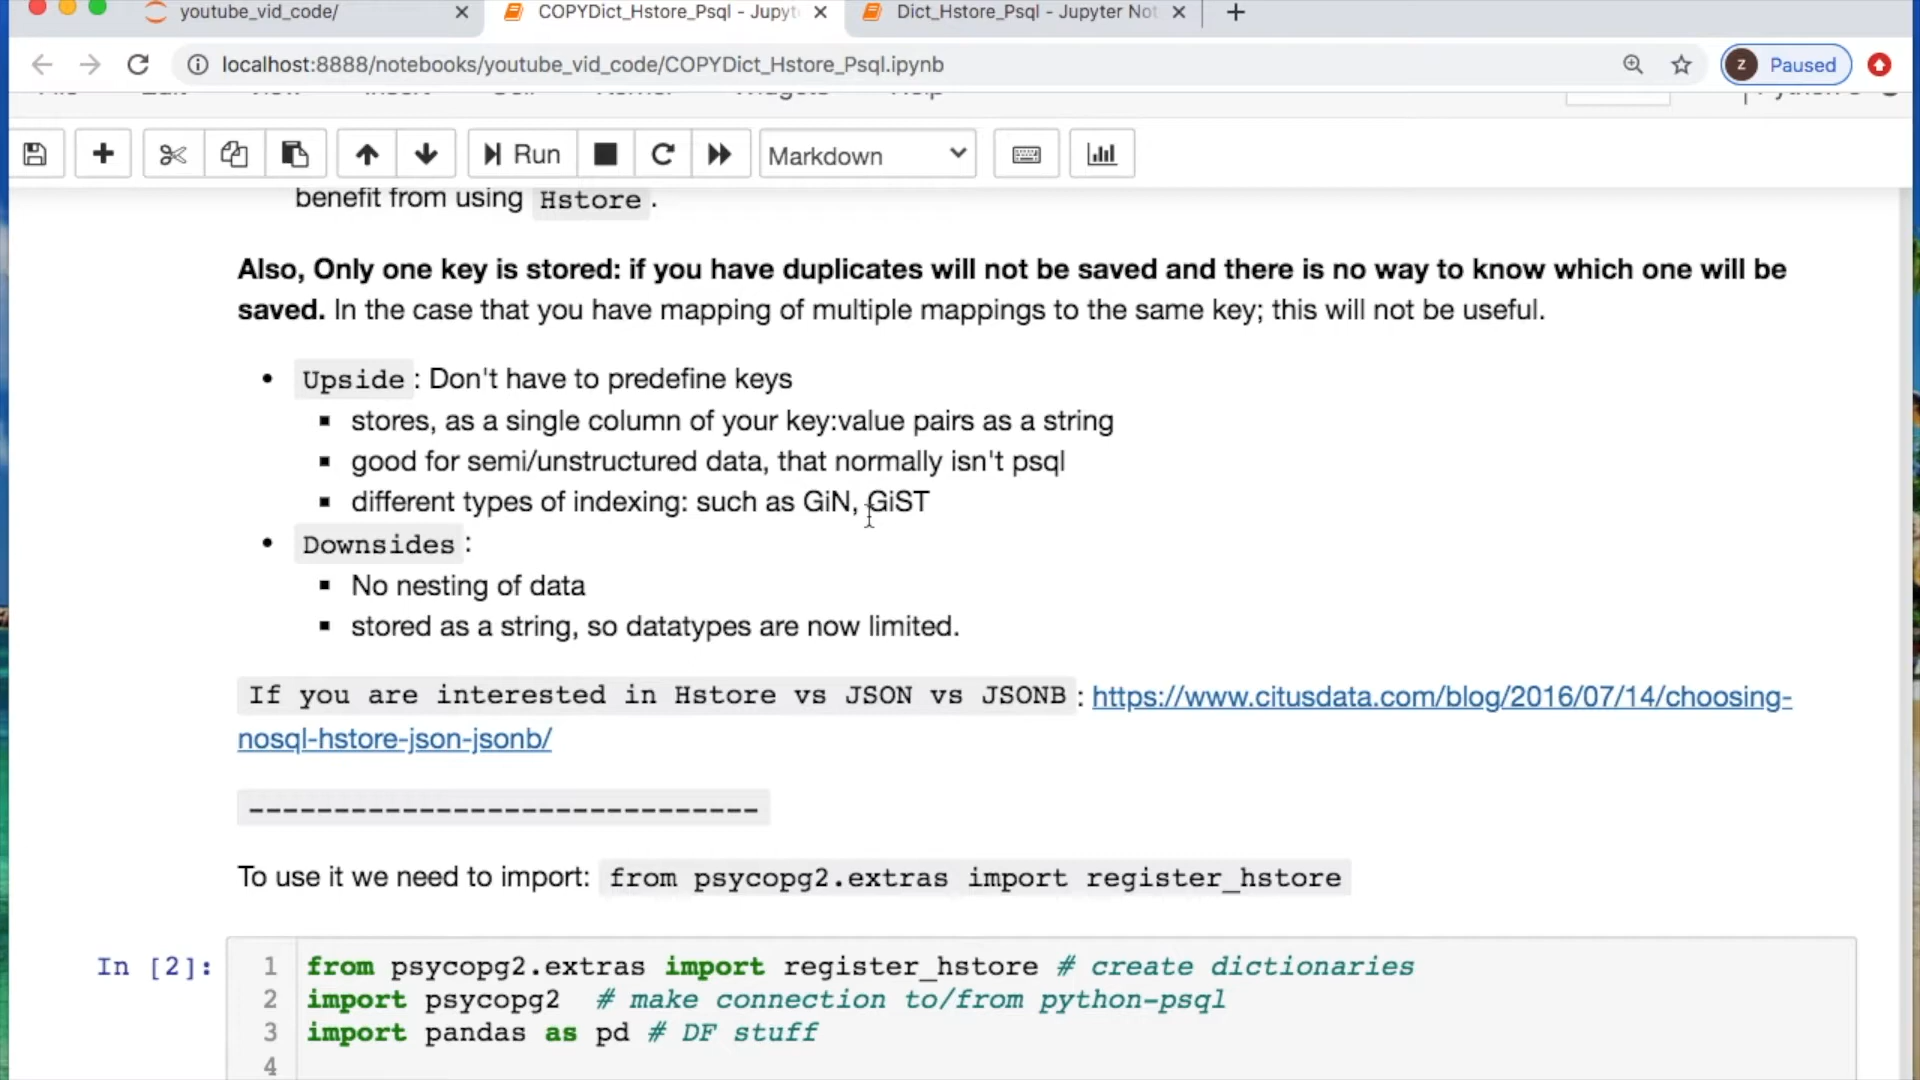 youtube_vid_code/
COPYDict_Hstore_Psql - Jupyt
Dict_Hstore_Psql - Jupyter Not
localhost:8888/notebooks/youtube_vid_code/COPYDict_Hstore_Psql.ipynb
Z Paused
Run
Markdown
benefit from using Hstore.
Also, Only one key is stored: if you have duplicates will not be saved and there is no way to know which one will be
saved. In the case that you have mapping of multiple mappings to the same key; this will not be useful.
• Upside: Don't have to predefine keys
▪ stores, as a single column of your key:value pairs as a string
▪ good for semi/unstructured data, that normally isn't psql
▪ different types of indexing: such as GiN, GiST
• Downsides:
▪ No nesting of data
▪ stored as a string, so datatypes are now limited.
If you are interested in Hstore vs JSON vs JSONB: https://www.citusdata.com/blog/2016/07/14/choosing-
nosql-hstore-json-jsonb/
------------------------------
To use it we need to import: from psycopg2.extras import register_hstore
In [2]:
1 from psycopg2.extras import register_hstore # create dictionaries
2 import psycopg2 # make connection to/from python-psql
3 import pandas as pd # DF stuff
4